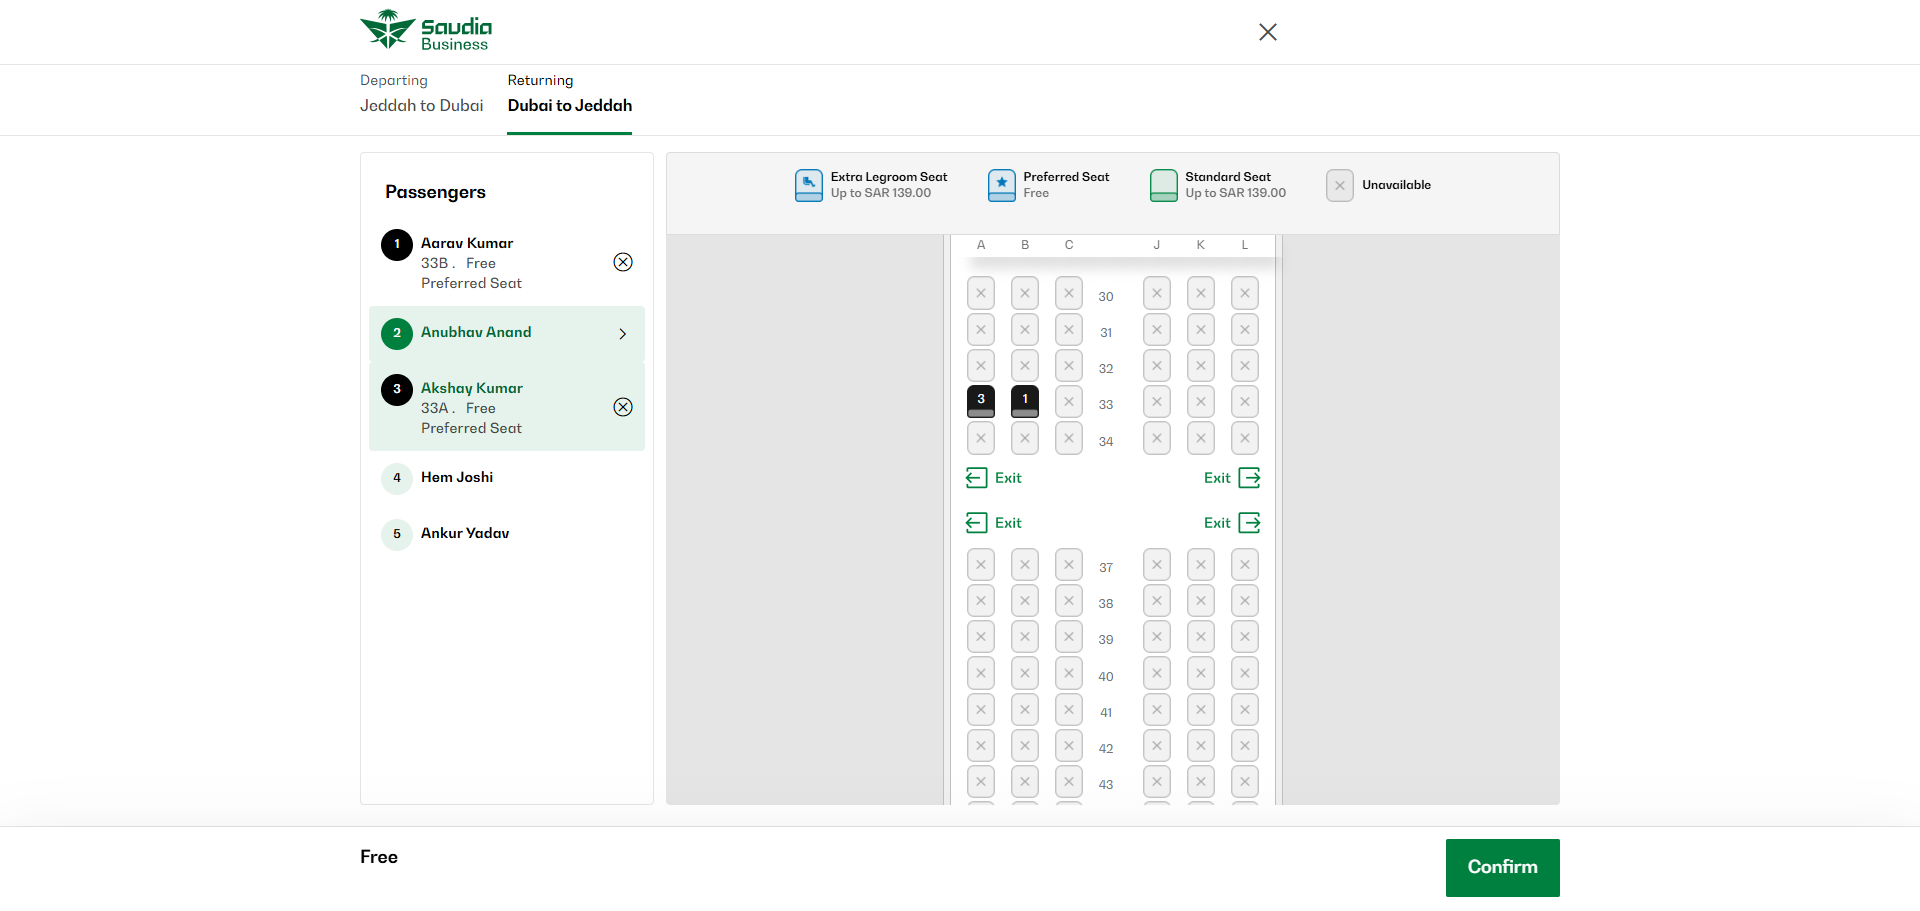 Saudia
Business
Departing
Jeddah to Dubai
Returning
Dubai to Jeddah
Passengers
1
Aarav Kumar
33B . Free
Preferred Seat
2
Anubhav Anand
3
Akshay Kumar
33A . Free
Preferred Seat
4
Hem Joshi
5
Ankur Yadav
Extra Legroom Seat
Up to SAR 139.00
Preferred Seat
Free
Standard Seat
Up to SAR 139.00
Unavailable
A B C J K L
30
31
32
3 1 33
34
Exit Exit
Exit Exit
37
38
39
40
41
42
43
Free
Confirm